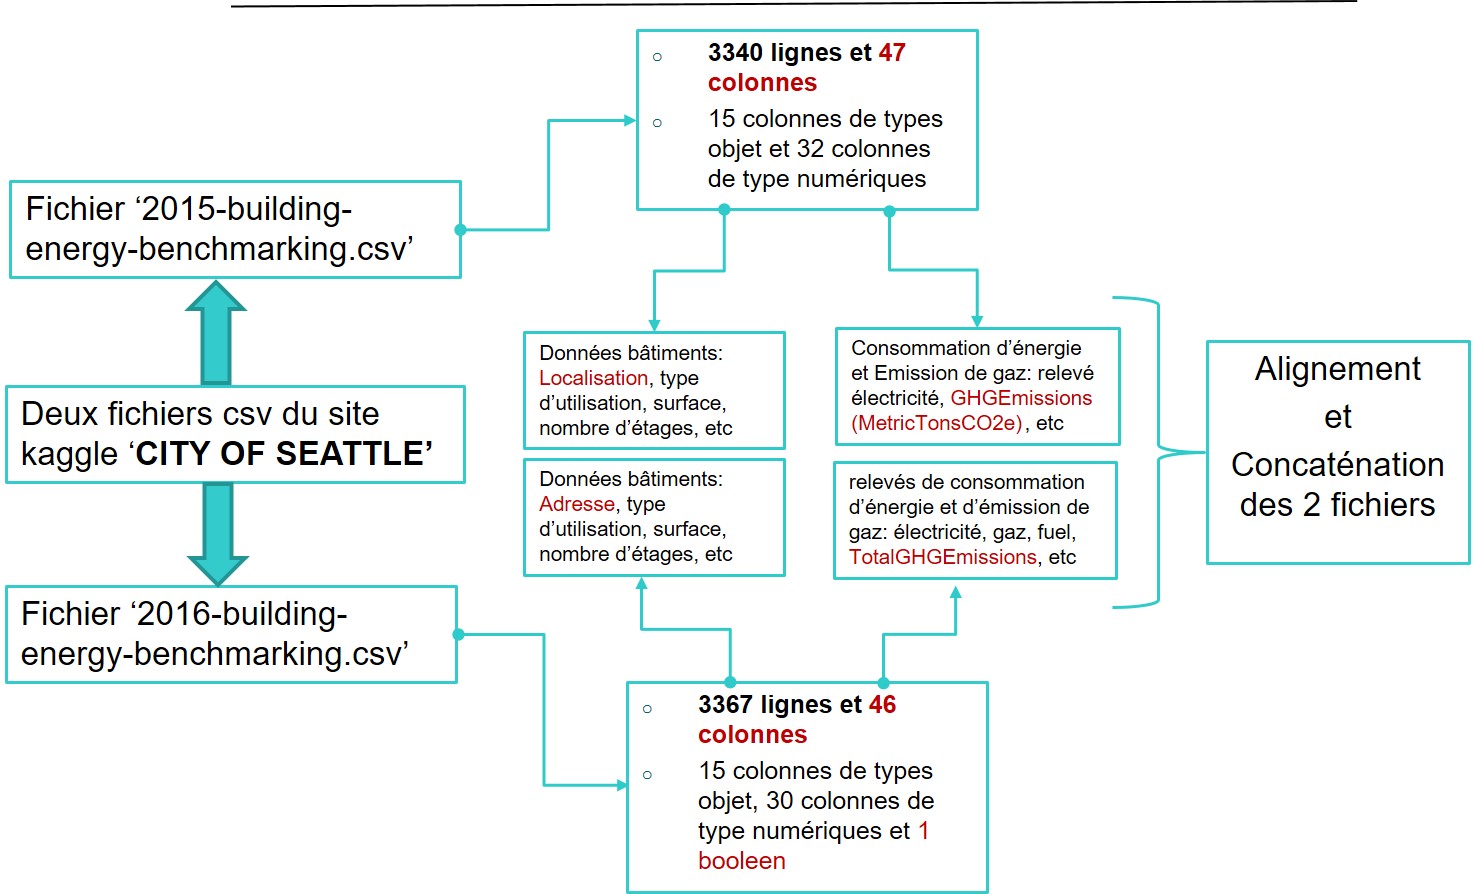 3340 lignes et 47
colonnes
15 colonnes de types
objet et 32 colonnes
de type numériques
Fichier ‘2015-building-
energy-benchmarking.csv’
Deux fichiers csv du site
kaggle ‘CITY OF SEATTLE’
Fichier ‘2016-building-
energy-benchmarking.csv’
Données bâtiments:
Localisation, type
d’utilisation, surface,
nombre d’étages, etc
Données bâtiments:
Adresse, type
d’utilisation, surface,
nombre d’étages, etc
Consommation d’énergie
et Emission de gaz: relevé
électricité, GHGEmissions
(MetricTonsCO2e), etc
relevés de consommation
d’énergie et d’émission de
gaz: électricité, gaz, fuel,
TotalGHGEmissions, etc
Alignement
et
Concaténation
des 2 fichiers
3367 lignes et 46
colonnes
15 colonnes de types
objet, 30 colonnes de
type numériques et 1
booleen